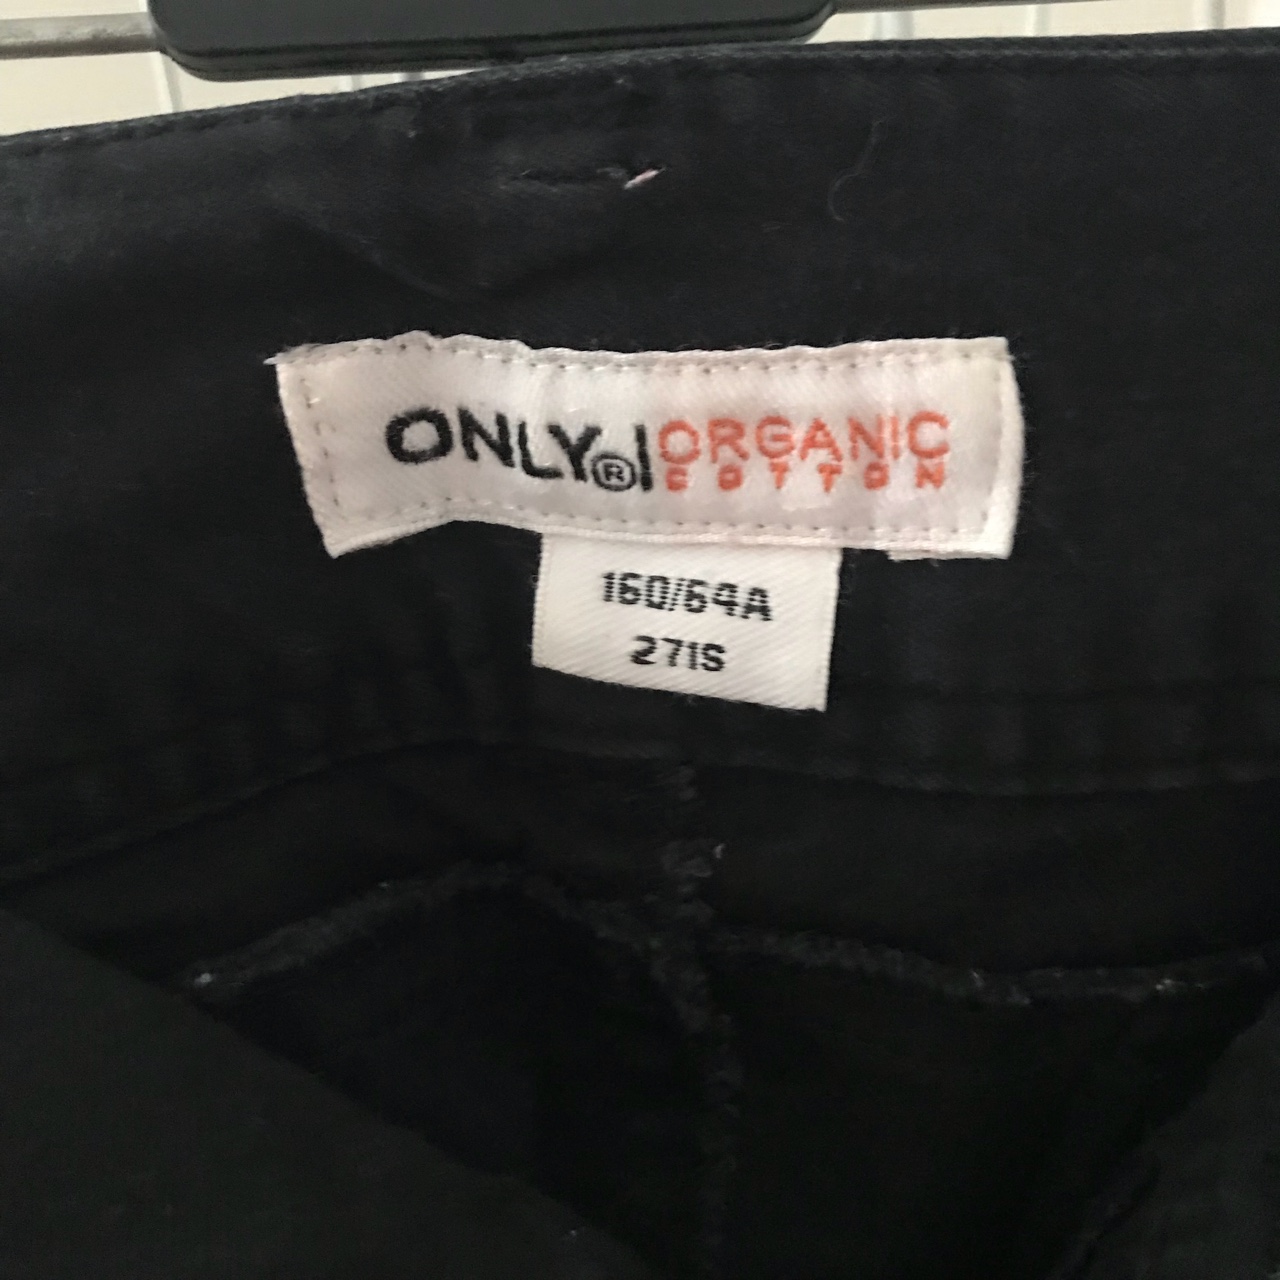 ONLY® | ORGANIC
COTTON
160/64A
27IS